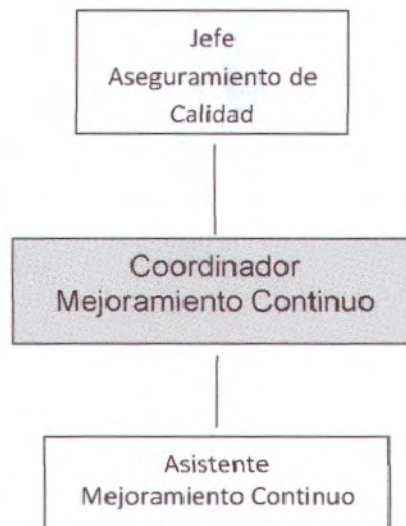 Jefe
Aseguramiento de
Calidad
Coordinador
Mejoramiento Continuo
Asistente
Mejoramiento Continuo